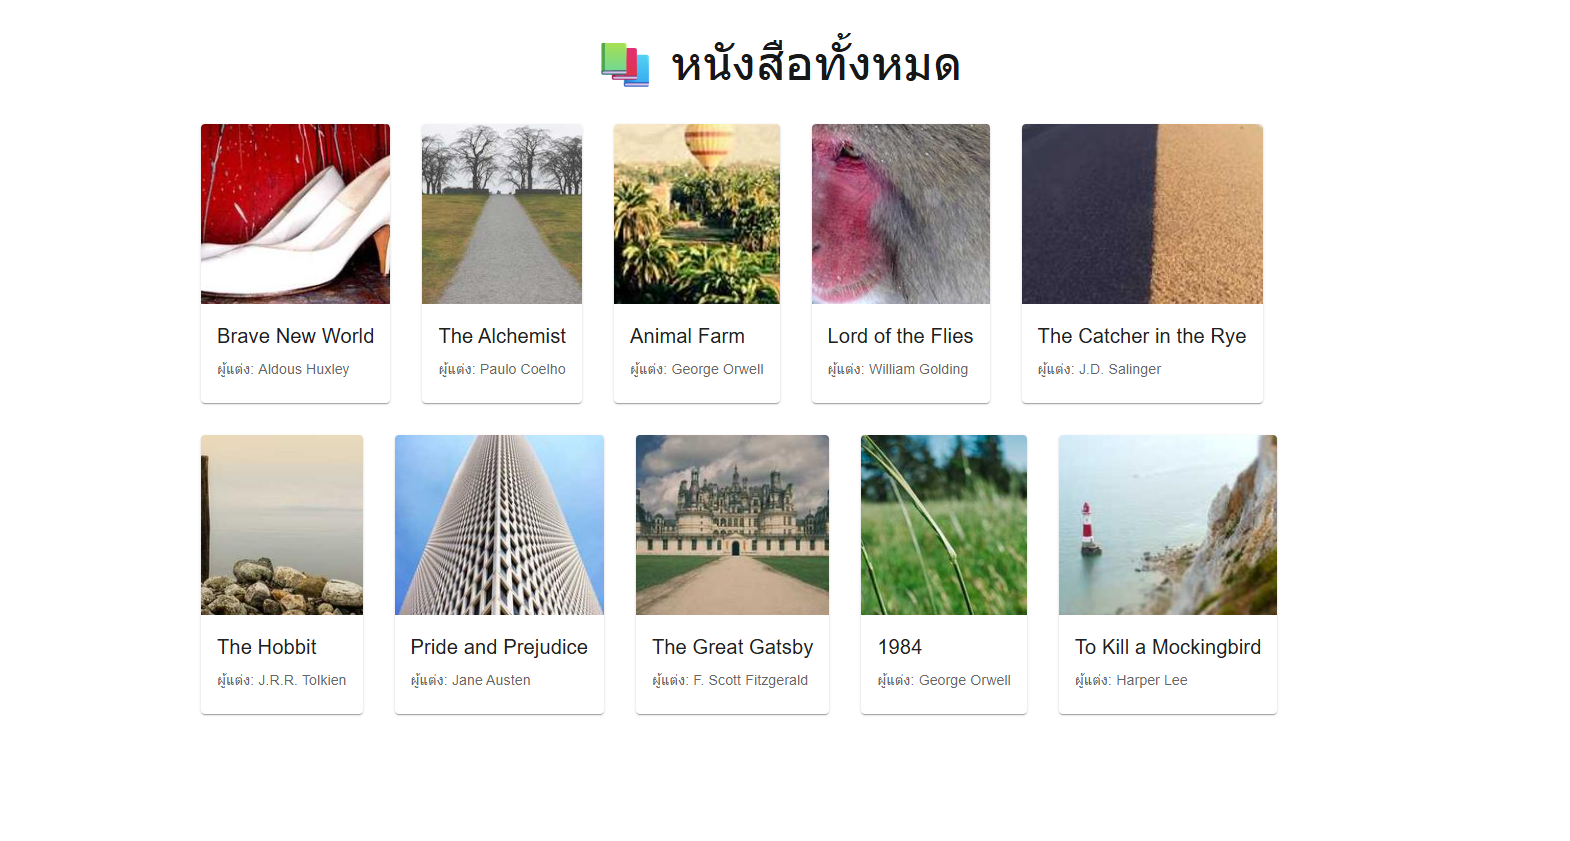 หนังสือทั้งหมด
Brave New World
ผู้แต่ง: Aldous Huxley
The Alchemist
ผู้แต่ง: Paulo Coelho
Animal Farm
ผู้แต่ง: George Orwell
Lord of the Flies
ผู้แต่ง: William Golding
The Catcher in the Rye
ผู้แต่ง: J.D. Salinger
The Hobbit
ผู้แต่ง: J.R.R. Tolkien
Pride and Prejudice
ผู้แต่ง: Jane Austen
The Great Gatsby
ผู้แต่ง: F. Scott Fitzgerald
1984
ผู้แต่ง: George Orwell
To Kill a Mockingbird
ผู้แต่ง: Harper Lee